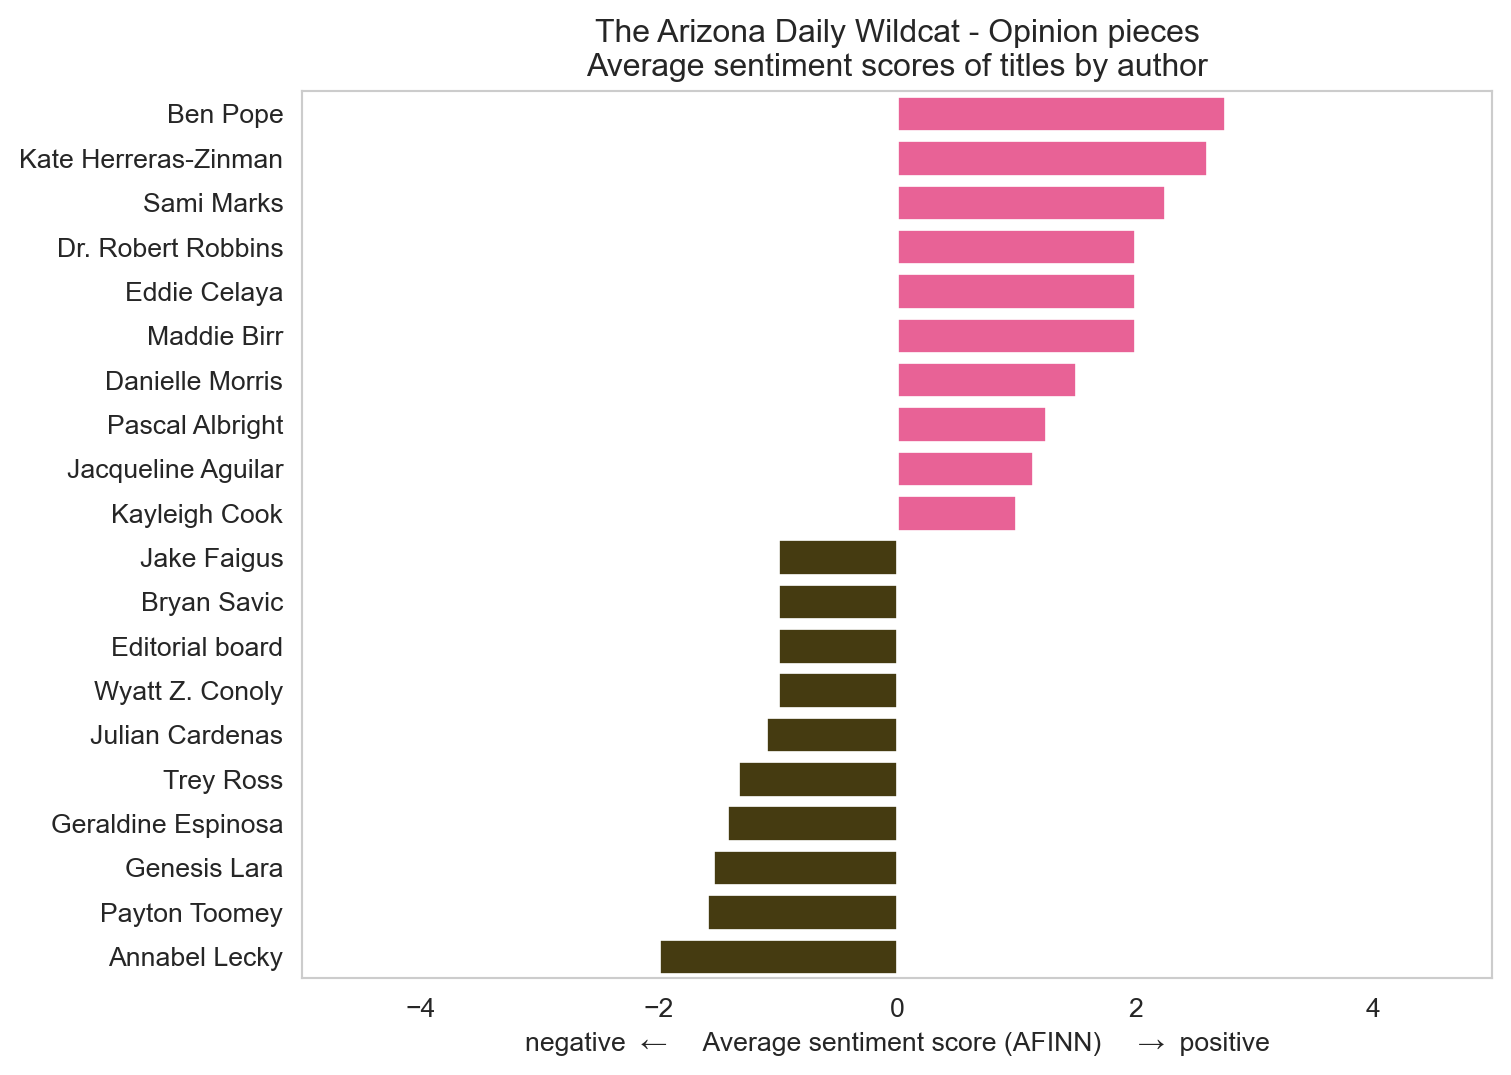 The Arizona Daily Wildcat - Opinion pieces
Average sentiment scores of titles by author
Ben Pope
Kate Herreras-Zinman
Sami Marks
Dr. Robert Robbins
Eddie Celaya
Maddie Birr
Danielle Morris
Pascal Albright
Jacqueline Aguilar
Kayleigh Cook
Jake Faigus
Bryan Savic
Editorial board
Wyatt Z. Conoly
Julian Cardenas
Trey Ross
Geraldine Espinosa
Genesis Lara
Payton Toomey
Annabel Lecky
−4 −2 0 2 4
negative ← Average sentiment score (AFINN) → positive